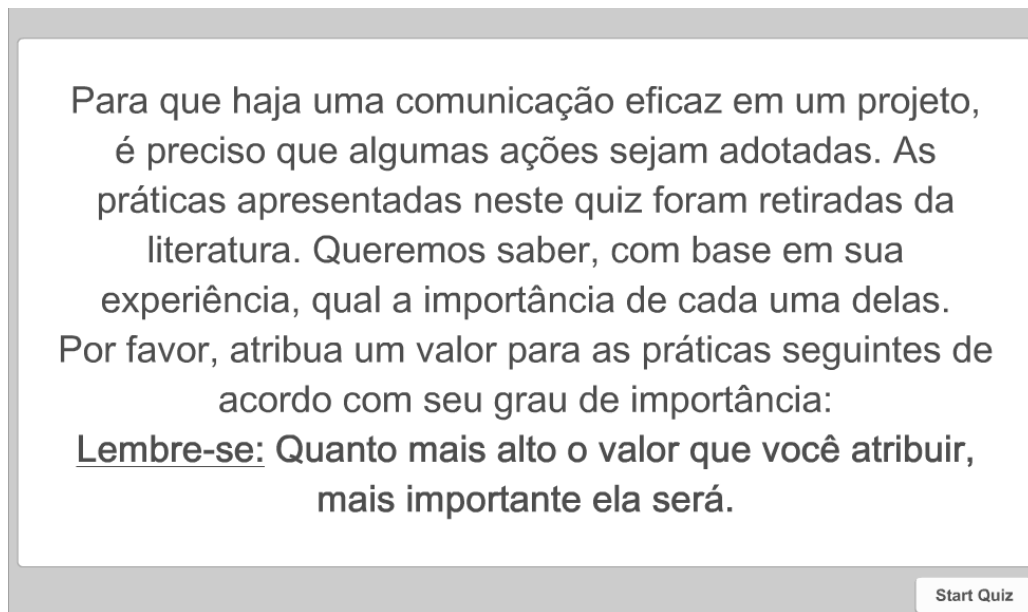 Para que haja uma comunicação eficaz em um projeto,
é preciso que algumas ações sejam adotadas. As
práticas apresentadas neste quiz foram retiradas da
literatura. Queremos saber, com base em sua
experiência, qual a importância de cada uma delas.
Por favor, atribua um valor para as práticas seguintes de
acordo com seu grau de importância:
Lembre-se: Quanto mais alto o valor que você atribuir,
mais importante ela será.
Start Quiz